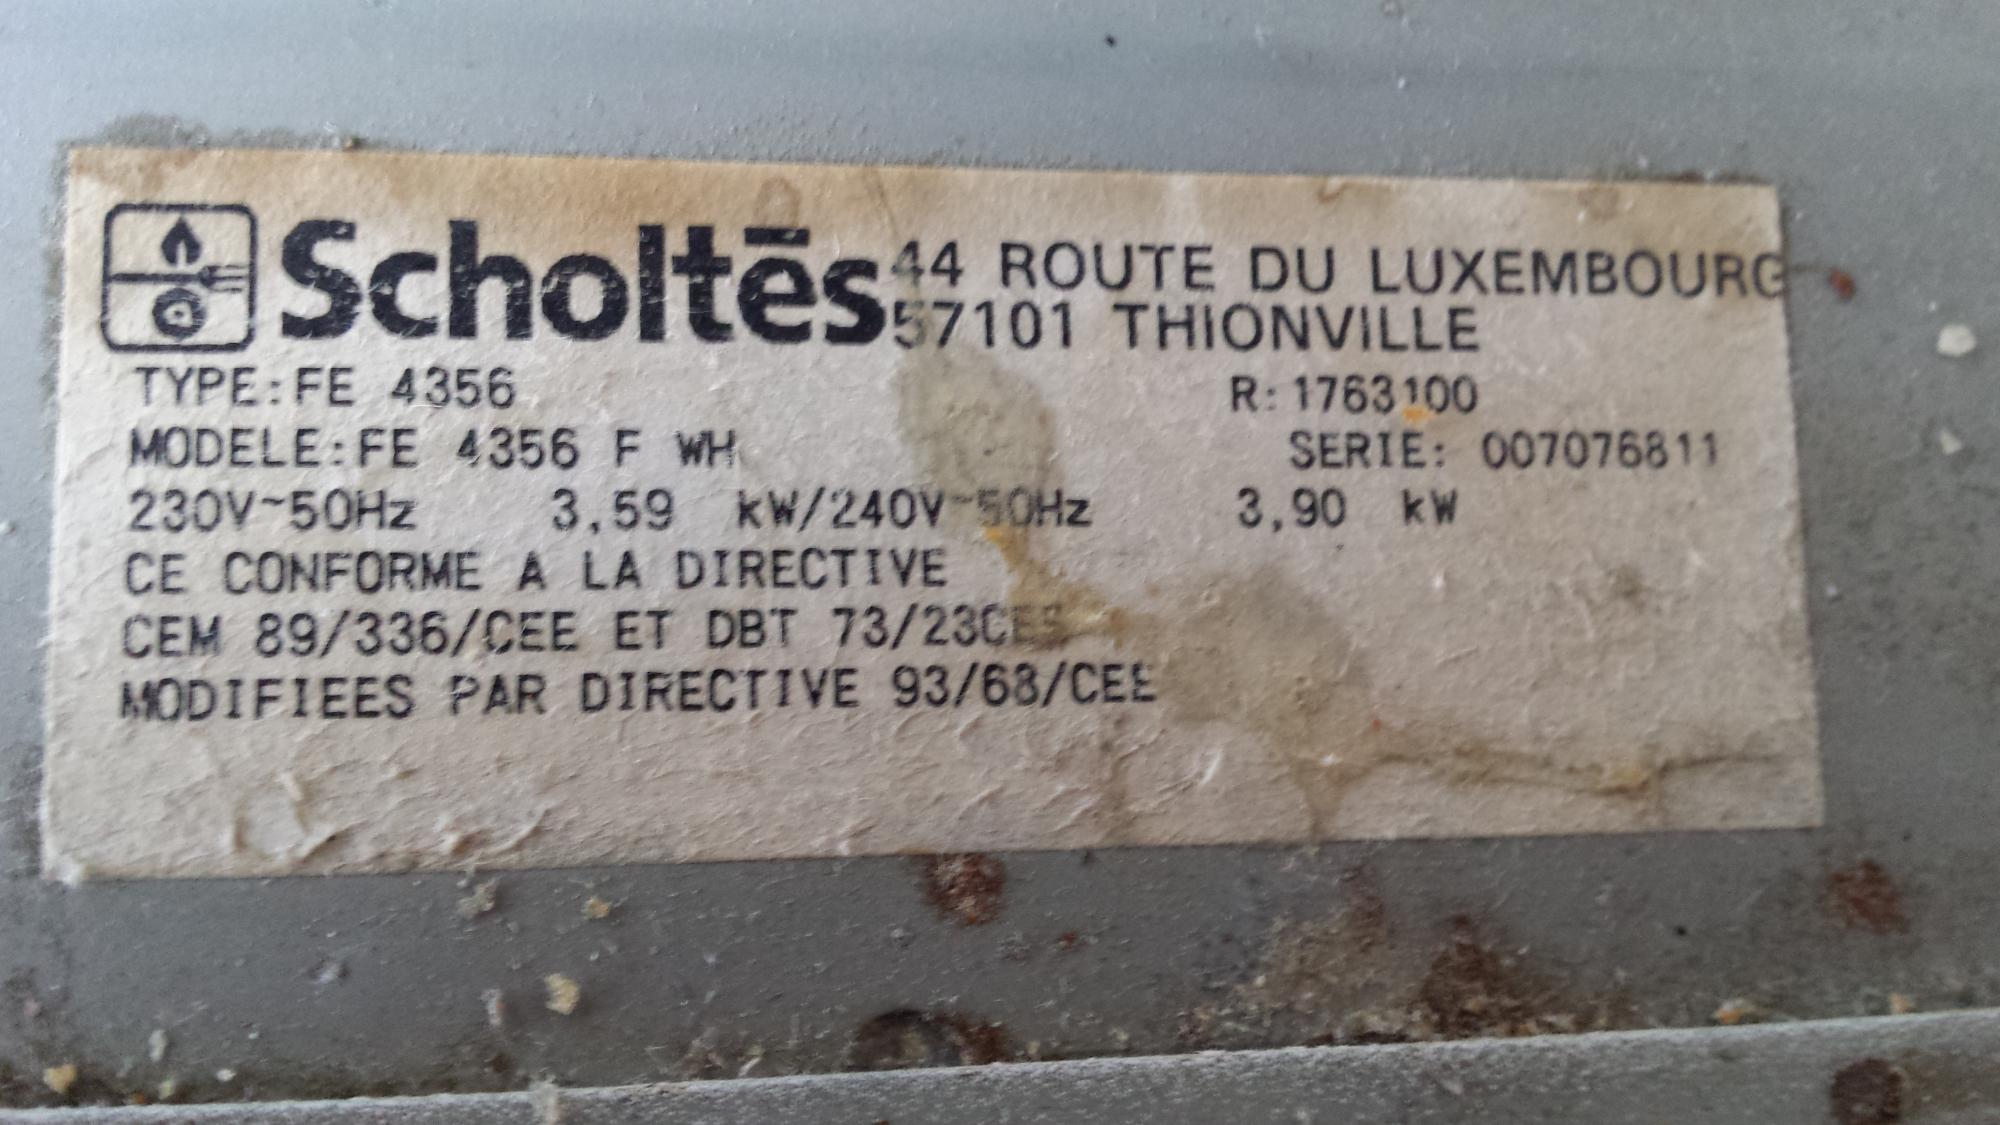 Scholtēs 44 ROUTE DU LUXEMBOURG
57101 THIONVILLE
TYPE:FE 4356 R:1763100
MODELE:FE 4356 F WH SERIE: 007076811
230V~50Hz 3,59 kW/240V~50Hz 3,90 kW
CE CONFORME A LA DIRECTIVE
CEM 89/336/CEE ET DBT 73/23CEE
MODIFIEES PAR DIRECTIVE 93/68/CEE